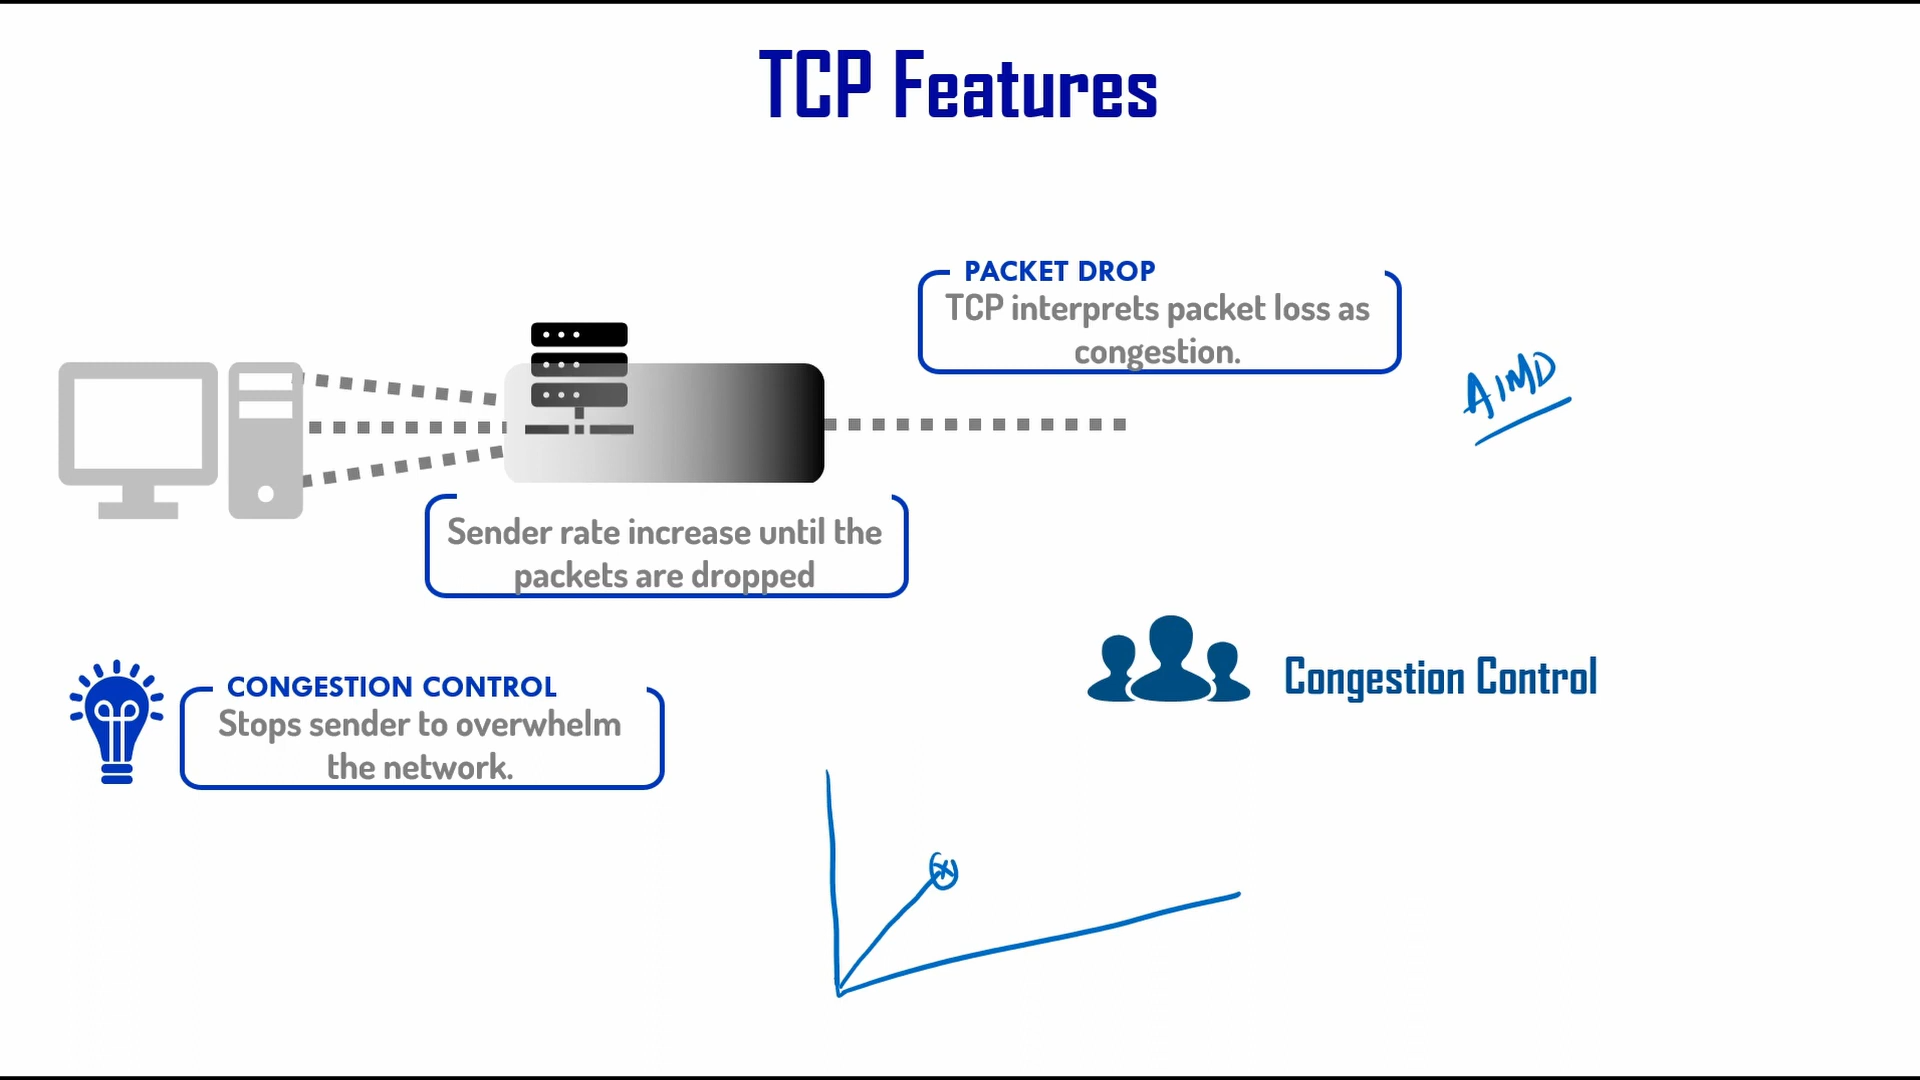 TCP Features
PACKET DROP
TCP interprets packet loss as
congestion.
AIMD
Sender rate increase until the
packets are dropped
CONGESTION CONTROL
Stops sender to overwhelm
the network.
Congestion Control